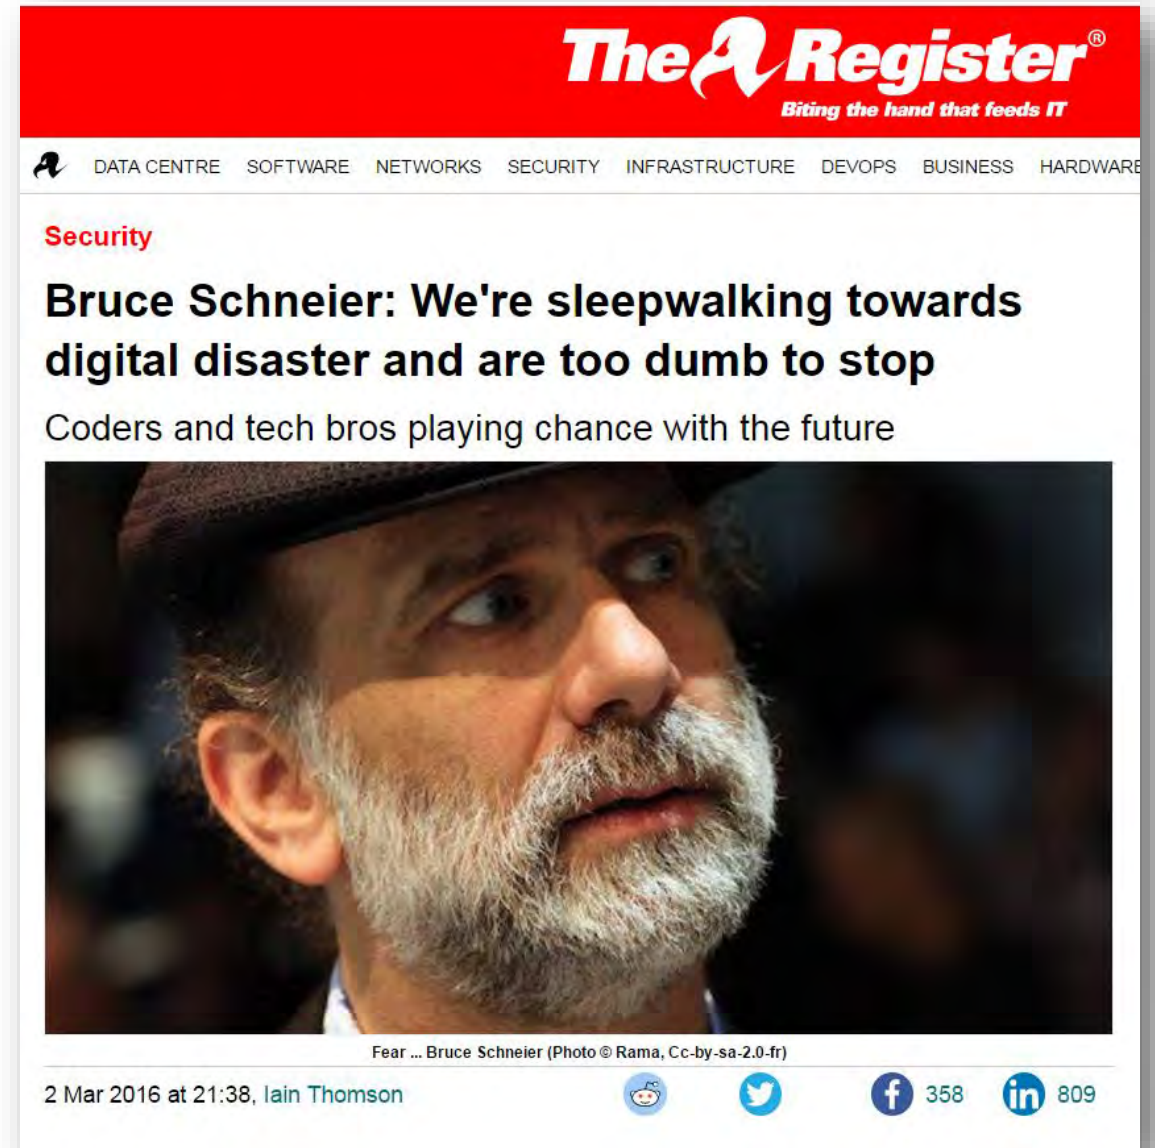 The Register®
Biting the hand that feeds IT
DATA CENTRE SOFTWARE NETWORKS SECURITY INFRASTRUCTURE DEVOPS BUSINESS HARDWARE
Security
Bruce Schneier: We're sleepwalking towards
digital disaster and are too dumb to stop
Coders and tech bros playing chance with the future
Fear ... Bruce Schneier (Photo © Rama, Cc-by-sa-2.0-fr)
2 Mar 2016 at 21:38, Iain Thomson f 358 in 809